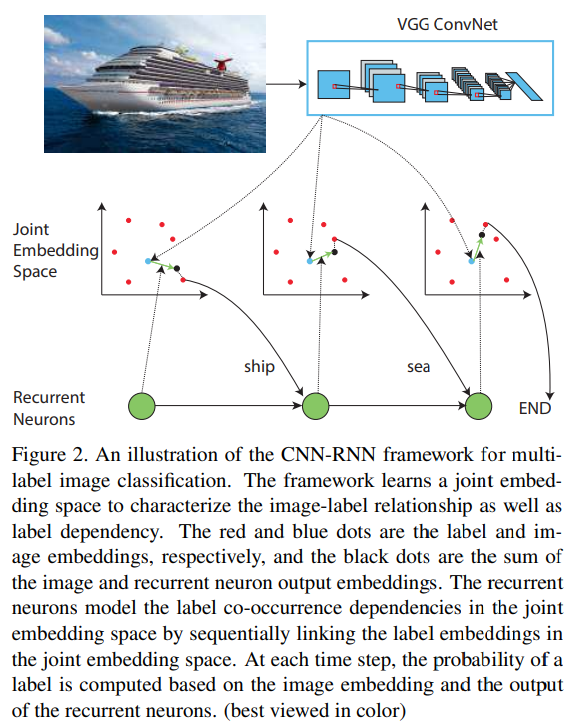 VGG ConvNet
Joint
Embedding
Space
ship
sea
Recurrent
Neurons
END
Figure 2. An illustration of the CNN-RNN framework for multi-
label image classification. The framework learns a joint embed-
ding space to characterize the image-label relationship as well as
label dependency. The red and blue dots are the label and im-
age embeddings, respectively, and the black dots are the sum of
the image and recurrent neuron output embeddings. The recurrent
neurons model the label co-occurrence dependencies in the joint
embedding space by sequentially linking the label embeddings in
the joint embedding space. At each time step, the probability of a
label is computed based on the image embedding and the output
of the recurrent neurons. (best viewed in color)